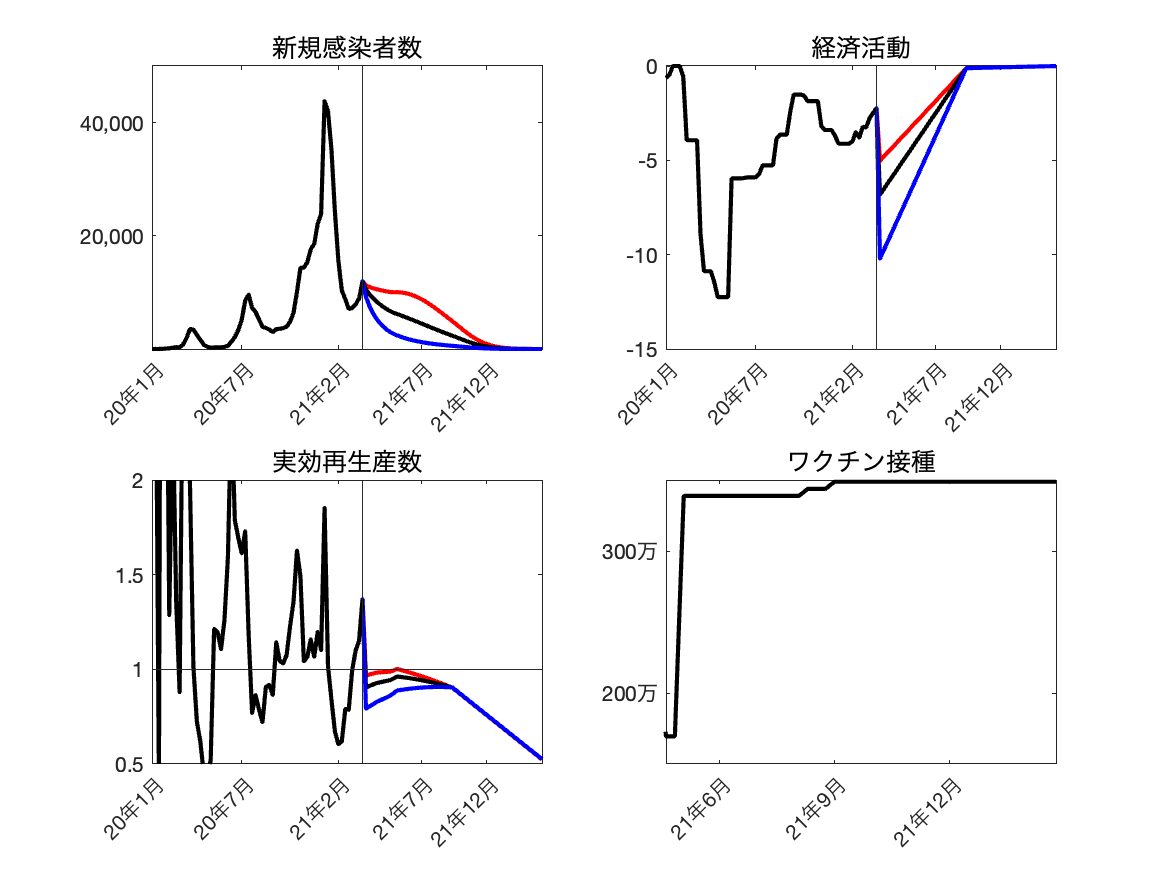 新規感染者数
40,000
20,000
20年1月
20年7月
21年2月
21年7月
21年12月
経済活動
0
-5
-10
-15
20年1月
20年7月
21年2月
21年7月
21年12月
実効再生産数
2
1.5
1
0.5
20年1月
20年7月
21年2月
21年7月
21年12月
ワクチン接種
300万
200万
21年6月
21年9月
21年12月